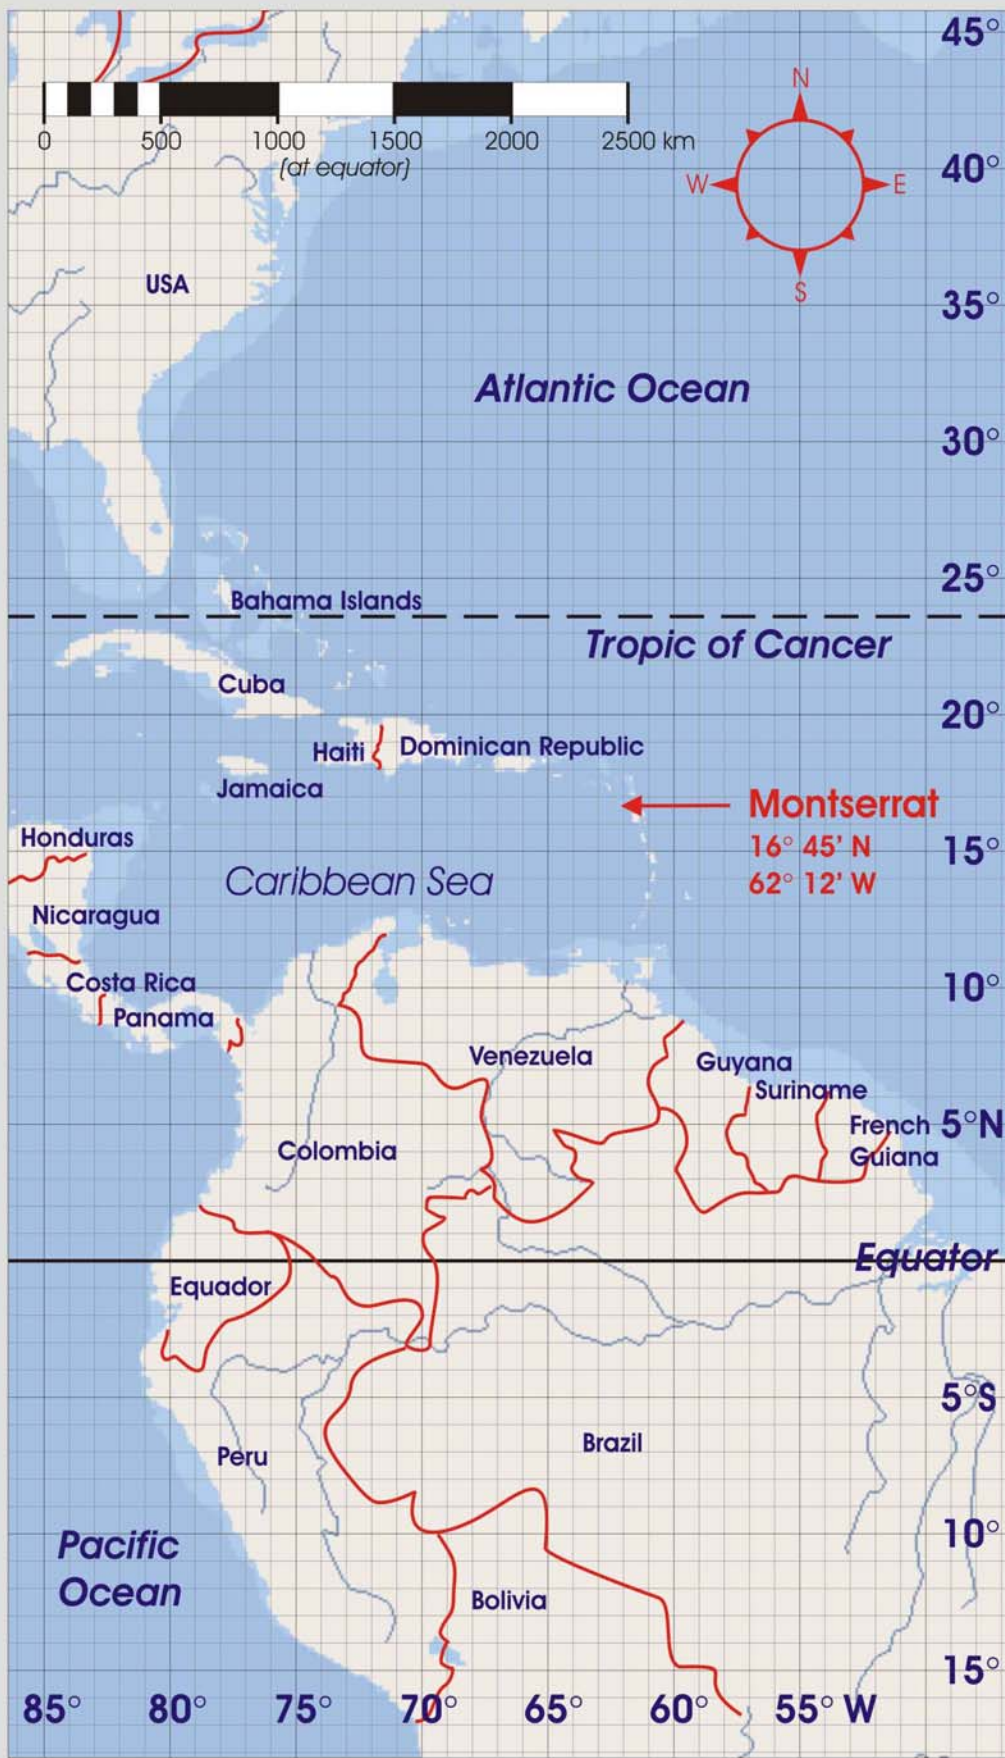 45°
N
0 500 1000 1500 2000 2500 km
(at equator)
40°
W E
S
USA
35°
Atlantic Ocean
30°
25°
Bahama Islands
Tropic of Cancer
Cuba
20°
Haiti
Dominican Republic
Jamaica
Montserrat
16° 45' N
62° 12' W
Honduras
15°
Caribbean Sea
Nicaragua
Costa Rica
10°
Panama
Venezuela
Guyana
Suriname
French
Guiana
5°N
Colombia
Equator
Equador
5°S
Peru
Brazil
Pacific
Ocean
10°
Bolivia
15°
85° 80° 75° 70° 65° 60° 55° W